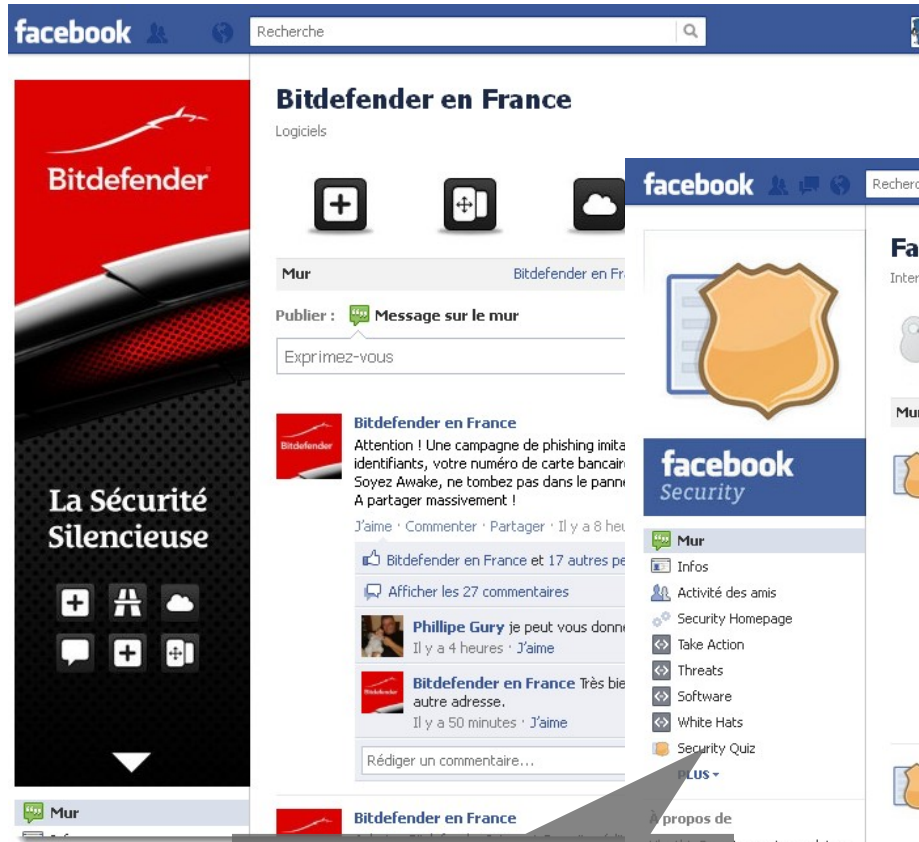 facebook
Recherche
Bitdefender
La Sécurité
Silencieuse
Mur
Bitdefender en France
Logiciels
Mur
Bitdefender en Fr
Publier :
Message sur le mur
Exprimez-vous
Bitdefender
Bitdefender en France
Attention ! Une campagne de phishing imita
identifiants, votre numéro de carte bancair
Soyez Awake, ne tombez pas dans le panne
A partager massivement !
J'aime · Commenter · Partager · Il y a 8 heu
Bitdefender en France et 17 autres pe
Afficher les 27 commentaires
Phillipe Gury je peut vous donne
Il y a 4 heures · J'aime
Bitdefender en France Très bie
autre adresse.
Il y a 50 minutes · J'aime
Rédiger un commentaire...
Bitdefender en France
facebook
Recherc
Fa
Inter
Mur
facebook
Security
Mur
Infos
Activité des amis
Security Homepage
Take Action
Threats
Software
White Hats
Security Quiz
PLUS
À propos de